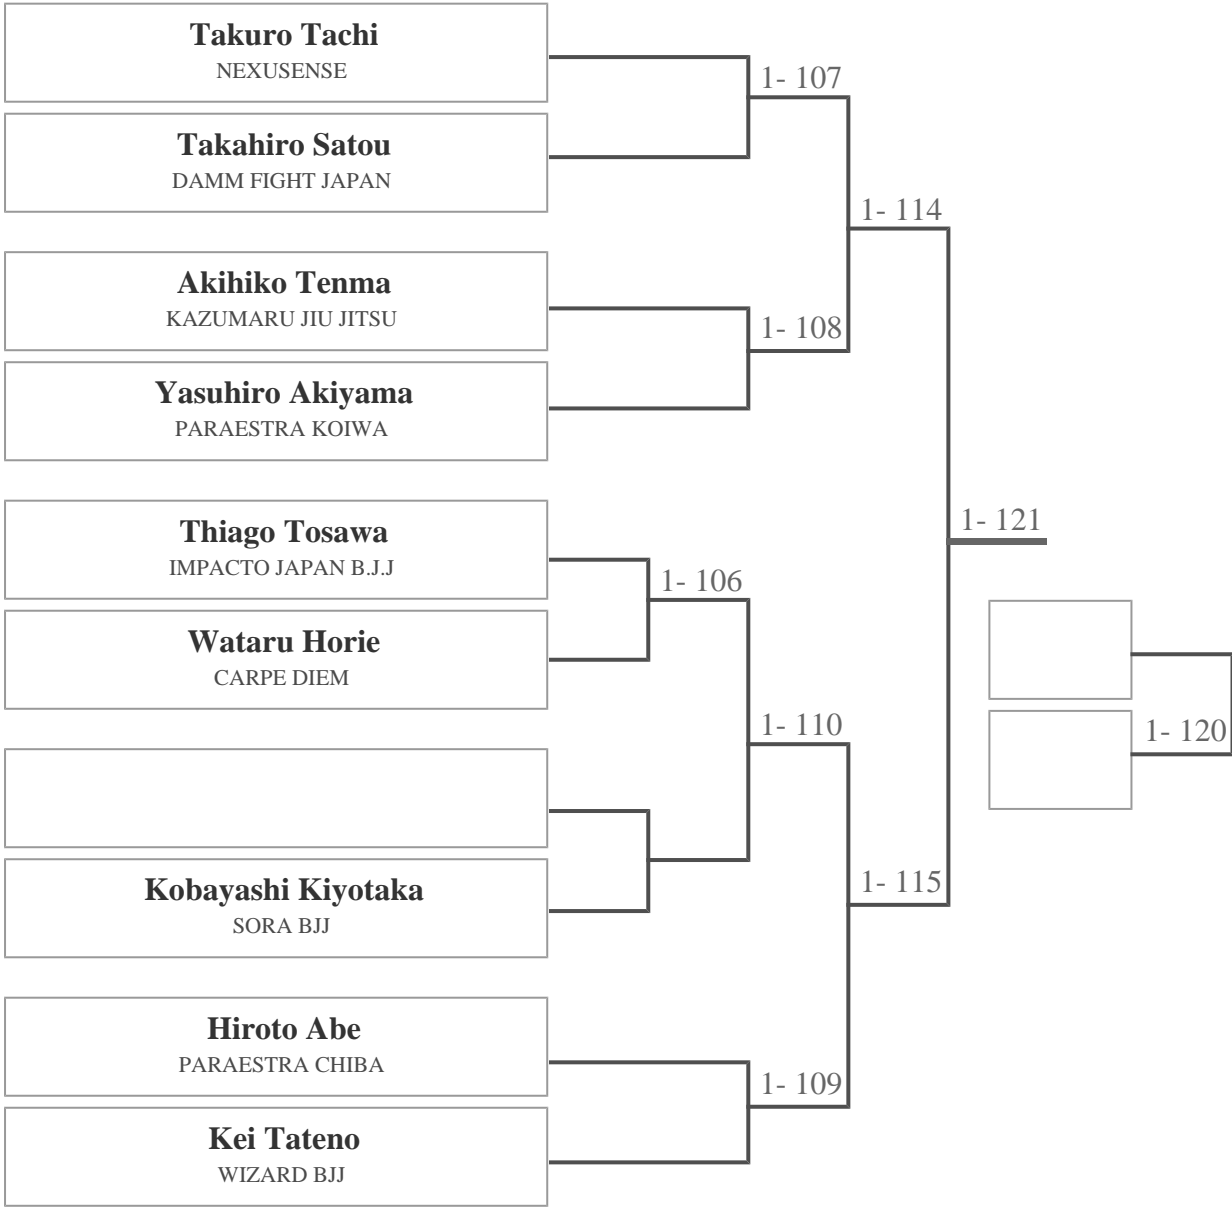 Takuro Tachi
NEXUSENSE
1- 107
Takahiro Satou
DAMM FIGHT JAPAN
1- 114
Akihiko Tenma
KAZUMARU JIU JITSU
1- 108
Yasuhiro Akiyama
PARAESTRA KOIWA
Thiago Tosawa
IMPACTO JAPAN B.J.J
1- 121
1- 106
Wataru Horie
CARPE DIEM
1- 110
1- 120
Kobayashi Kiyotaka
SORA BJJ
1- 115
Hiroto Abe
PARAESTRA CHIBA
1- 109
Kei Tateno
WIZARD BJJ